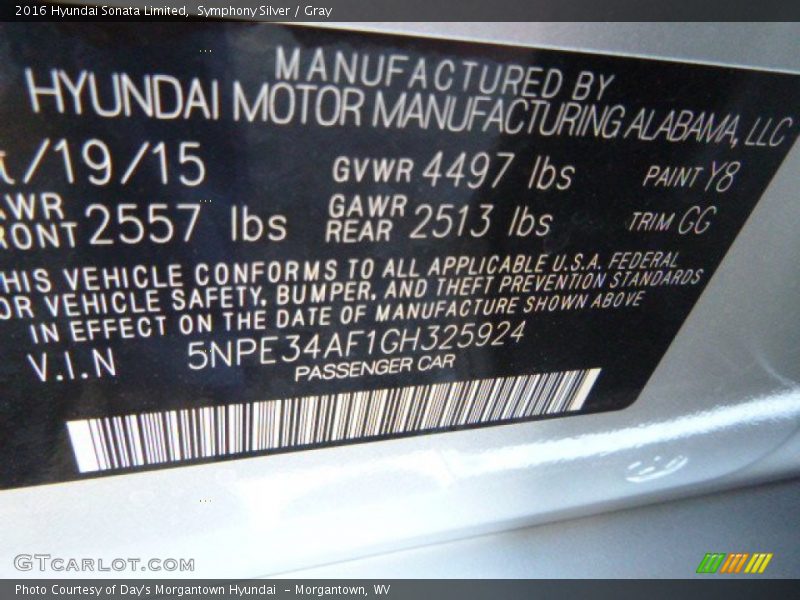 2016 Hyundai Sonata Limited, Symphony Silver / Gray
MANUFACTURED BY
HYUNDAI MOTOR MANUFACTURING ALABAMA, LLC
/19/15 GVWR 4497 lbs PAINT Y8
WR FRONT 2557 lbs GAWR REAR 2513 lbs TRIM GG
HIS VEHICLE CONFORMS TO ALL APPLICABLE U.S.A. FEDERAL
OR VEHICLE SAFETY, BUMPER, AND THEFT PREVENTION STANDARDS
IN EFFECT ON THE DATE OF MANUFACTURE SHOWN ABOVE
V.I.N 5NPE34AF1GH325924
PASSENGER CAR
GTCARLOT.COM
Photo Courtesy of Day's Morgantown Hyundai - Morgantown, WV